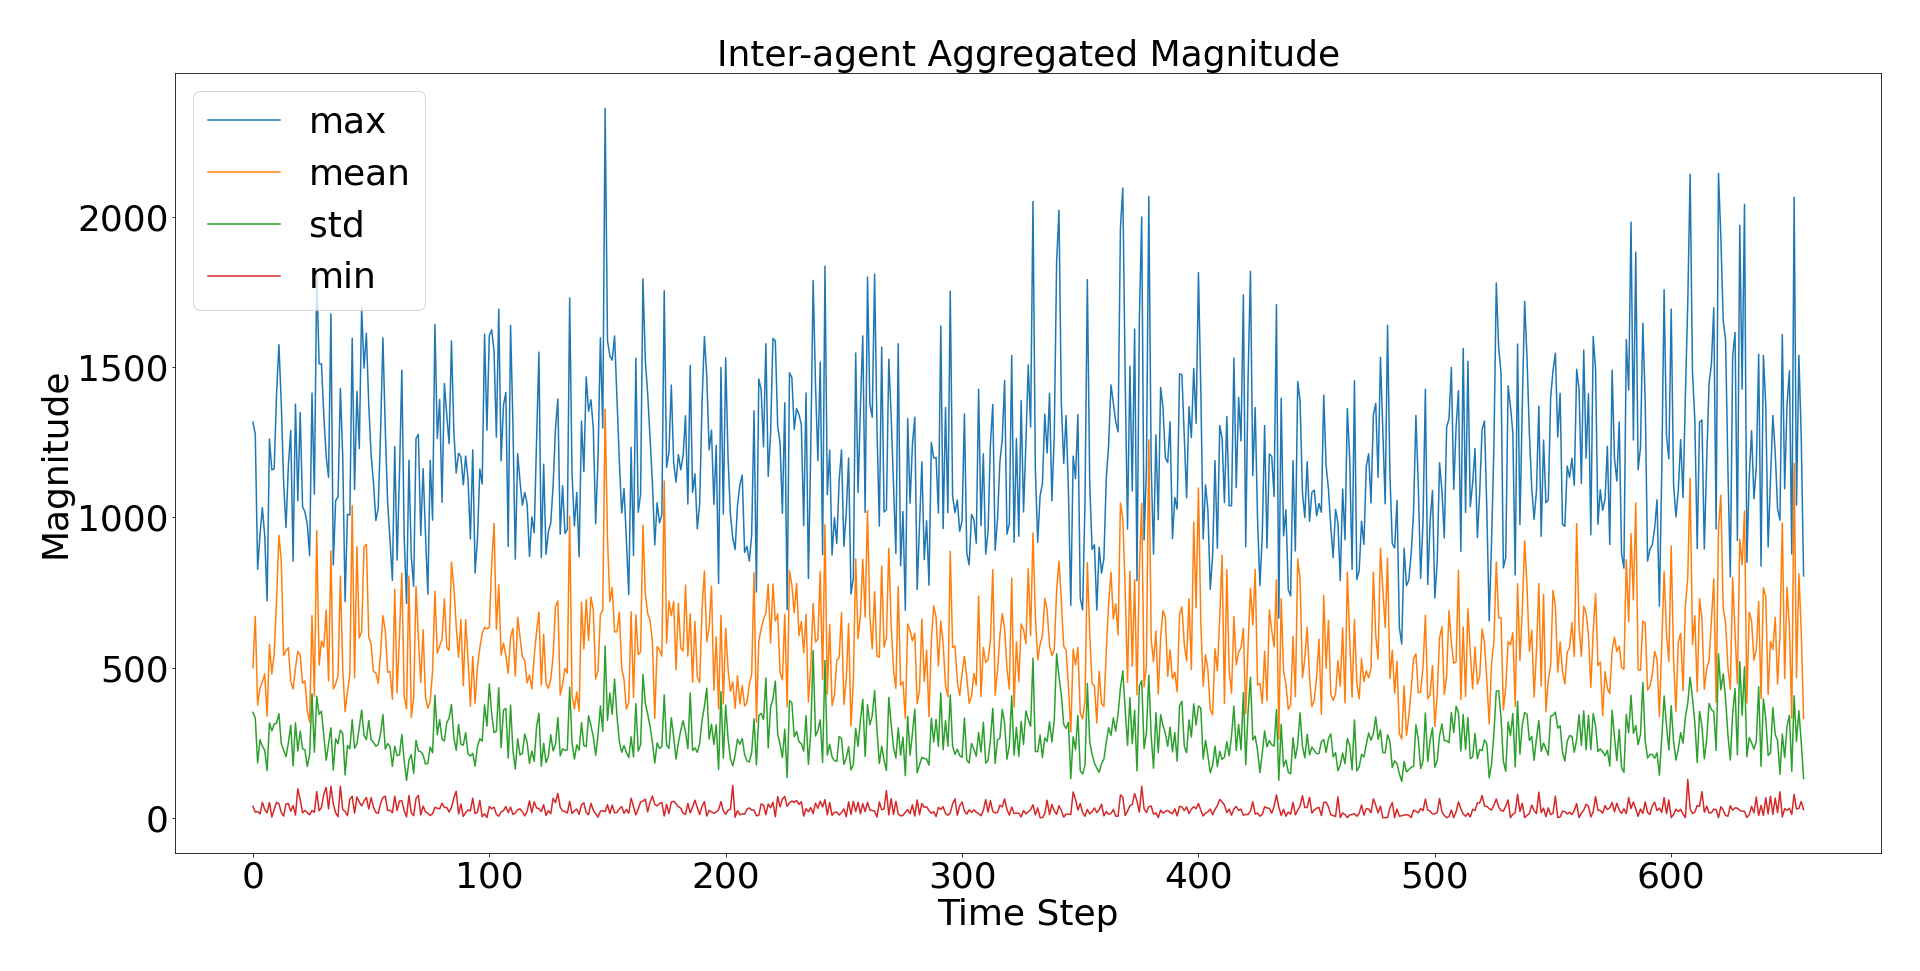 Inter-agent Aggregated Magnitude
max
mean
std
min
Magnitude
2000
1500
1000
500
0
0 100 200 300 400 500 600
Time Step